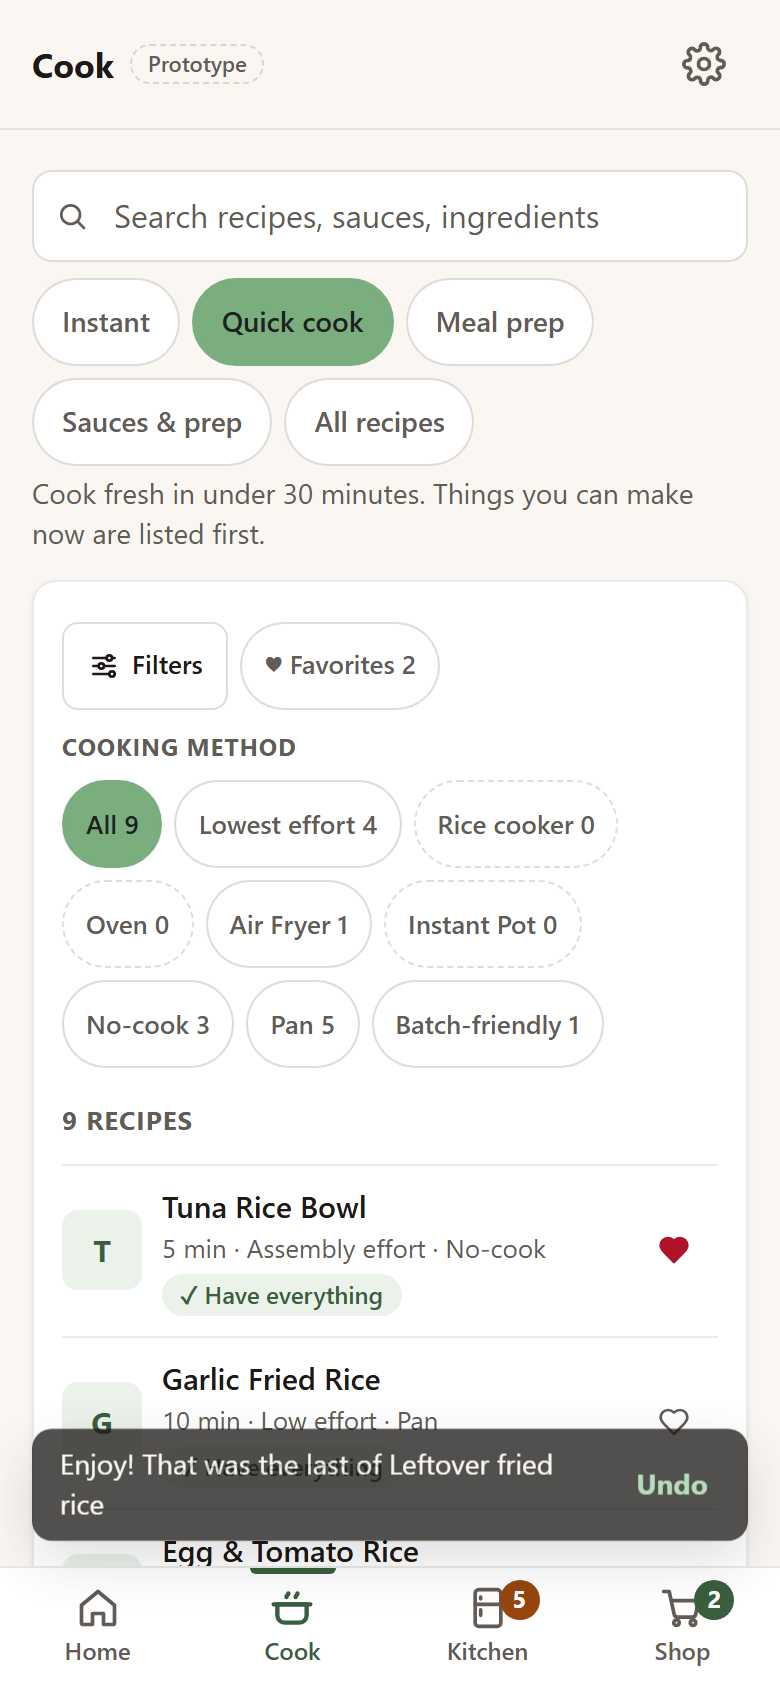 Cook
Prototype
Search recipes, sauces, ingredients
Instant
Quick cook
Meal prep
Sauces & prep
All recipes
Cook fresh in under 30 minutes. Things you can make
now are listed first.
Filters
♥ Favorites 2
COOKING METHOD
All 9
Lowest effort 4
Rice cooker 0
Oven 0
Air Fryer 1
Instant Pot 0
No-cook 3
Pan 5
Batch-friendly 1
9 RECIPES
T
Tuna Rice Bowl
5 min · Assembly effort · No-cook
✓ Have everything
G
Garlic Fried Rice
10 min · Low effort · Pan
Enjoy! That was the last of Leftover fried
rice
Undo
Egg & Tomato Rice
Home
Cook
5
Kitchen
2
Shop